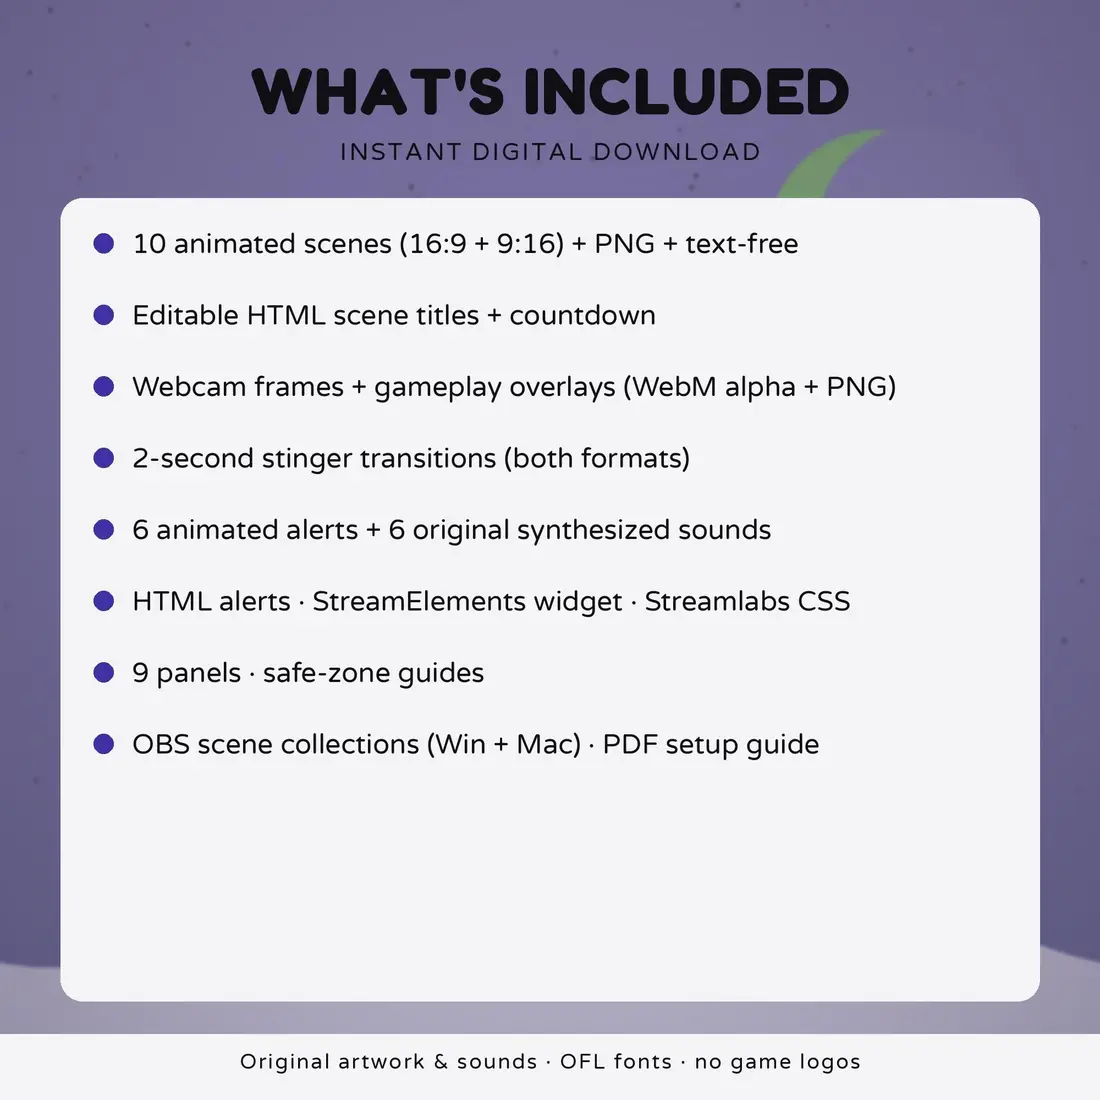 WHAT'S INCLUDED
INSTANT DIGITAL DOWNLOAD
10 animated scenes (16:9 + 9:16) + PNG + text-free
Editable HTML scene titles + countdown
Webcam frames + gameplay overlays (WebM alpha + PNG)
2-second stinger transitions (both formats)
6 animated alerts + 6 original synthesized sounds
HTML alerts · StreamElements widget · Streamlabs CSS
9 panels · safe-zone guides
OBS scene collections (Win + Mac) · PDF setup guide
Original artwork & sounds · OFL fonts · no game logos